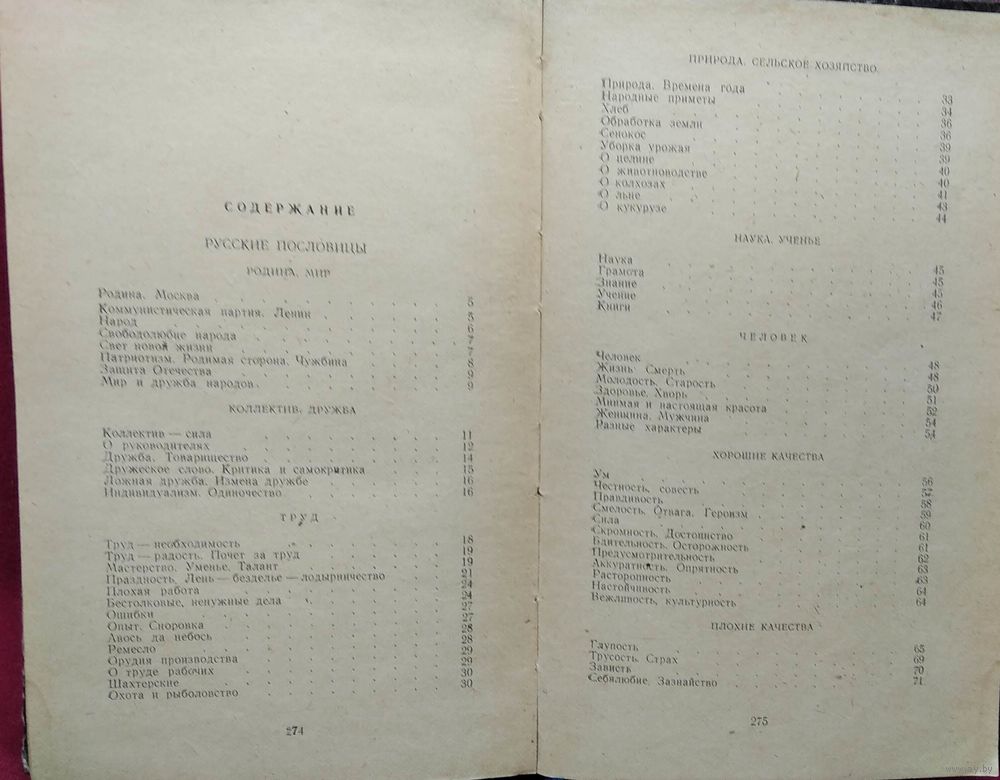 СОДЕРЖАНИЕ
РУССКИЕ ПОСЛОВИЦЫ
РОДИНА. МИР
Родина. Москва 5
Коммунистическая партия. Ленин 5
Народ 6
Свободолюбие народа 7
Свет новой жизни 7
Патриотизм. Родимая сторона. Чужбина 8
Защита Отечества 9
Мир и дружба народов 9
КОЛЛЕКТИВ. ДРУЖБА
Коллектив — сила 11
О руководителях 12
Дружба. Товарищество 14
Дружеское слово. Критика и самокритика 15
Ложная дружба. Измена дружбе 16
Индивидуализм. Одиночество 16
ТРУД
Труд — необходимость 18
Труд — радость. Почет за труд 19
Мастерство. Уменье. Талант 19
Праздность. Лень — безделье — лодырничество 21
Плохая работа 24
Бестолковые, ненужные дела 24
Ошибки 27
Опыт. Сноровка 27
Авось да небось 28
Ремесло 28
Орудия производства 29
О труде рабочих 29
Шахтерские 30
Охота и рыболовство 30
274
ПРИРОДА. СЕЛЬСКОЕ ХОЗЯЙСТВО
Природа. Времена года 33
Народные приметы 34
Хлеб 36
Обработка земли 36
Сенокос 39
Уборка урожая 39
О целине 40
О животноводстве 40
О колхозах 41
О льне 43
О кукурузе 44
НАУКА. УЧЕНЬЕ
Наука 45
Грамота 45
Знание 45
Учение 46
Книги 47
ЧЕЛОВЕК
Человек 48
Жизнь. Смерть 48
Молодость. Старость 50
Здоровье. Хворь 51
Мнимая и настоящая красота 52
Женщина. Мужчина 54
Разные характеры 54
ХОРОШИЕ КАЧЕСТВА
Ум 56
Честность, совесть 57
Правдивость 58
Смелость. Отвага. Героизм 59
Сила 60
Скромность. Достоинство 61
Бдительность. Осторожность 61
Предусмотрительность 62
Аккуратность. Опрятность 63
Расторопность 63
Настойчивость 64
Вежливость, культурность 64
ПЛОХИЕ КАЧЕСТВА
Глупость 65
Трусость. Страх 69
Зависть 70
Себялюбие. Зазнайство 71
275
www.ay.by